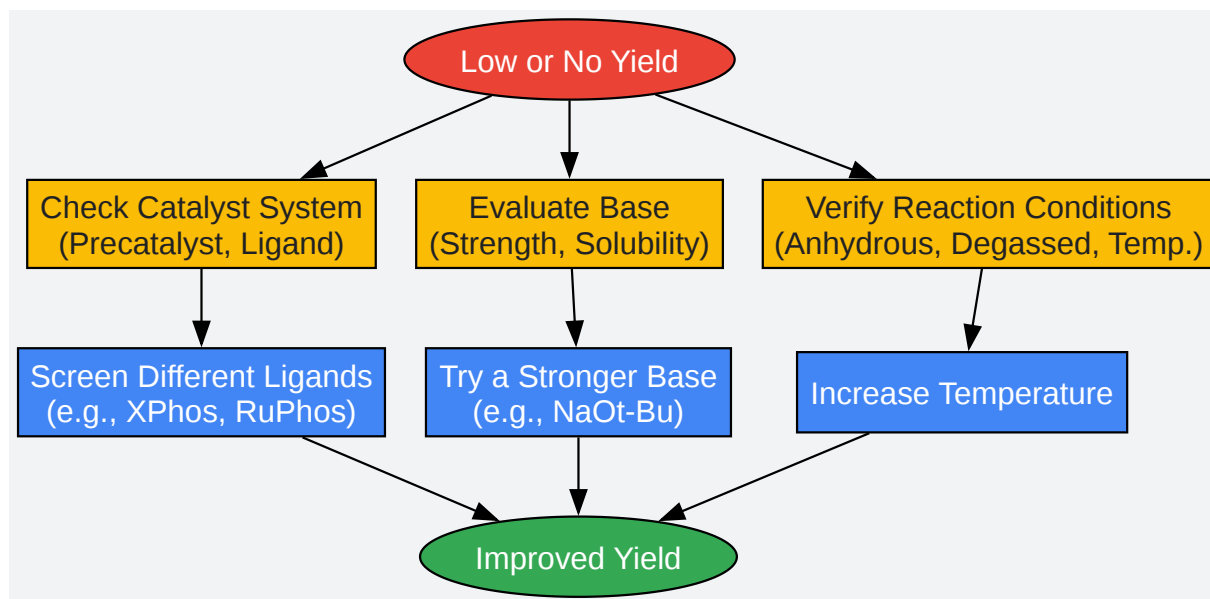 Low or No Yield
Check Catalyst System
(Precatalyst, Ligand)
Evaluate Base
(Strength, Solubility)
Verify Reaction Conditions
(Anhydrous, Degassed, Temp.)
Screen Different Ligands
(e.g., XPhos, RuPhos)
Try a Stronger Base
(e.g., NaOt-Bu)
Increase Temperature
Improved Yield